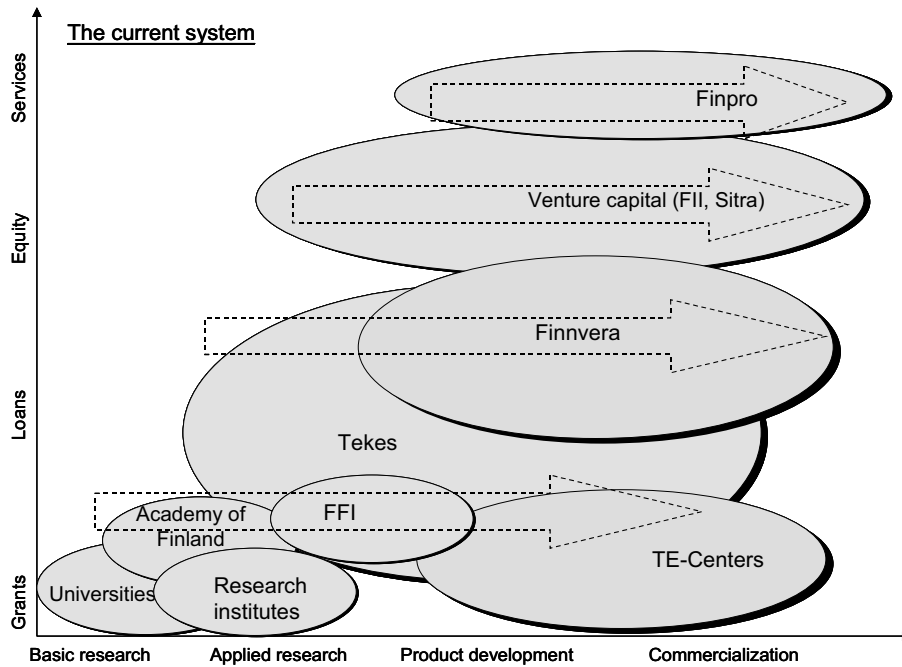 The current system
Services
Finpro
Equity
Venture capital (FII, Sitra)
Loans
Finnvera
Tekes
Grants
Academy of
Finland
FFI
TE-Centers
Universities
Research
institutes
Basic research
Applied research
Product development
Commercialization